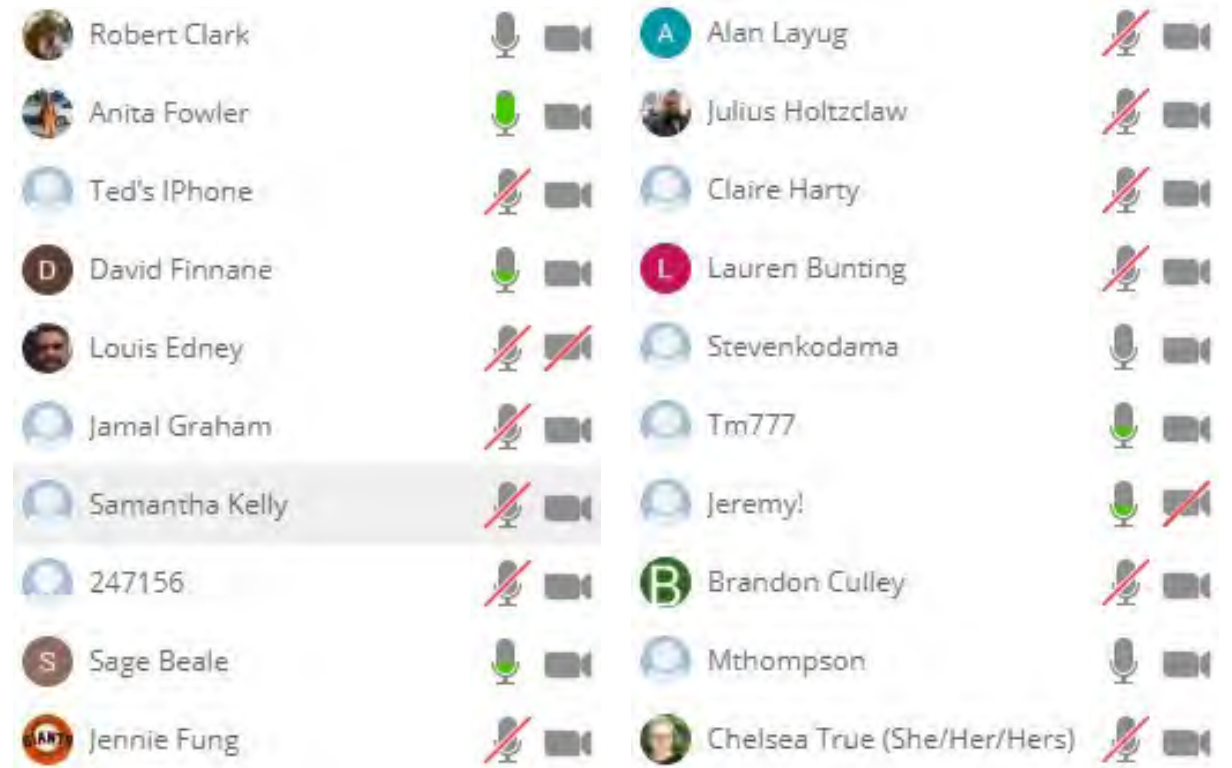 Robert Clark
Anita Fowler
Ted's IPhone
D David Finnane
Louis Edney
Jamal Graham
Samantha Kelly
247156
S Sage Beale
GIANTS Jennie Fung
A Alan Layug
Julius Holtzclaw
Claire Harty
L Lauren Bunting
Stevenkodama
Tm777
Jeremy!
B Brandon Culley
Mthompson
Chelsea True (She/Her/Hers)